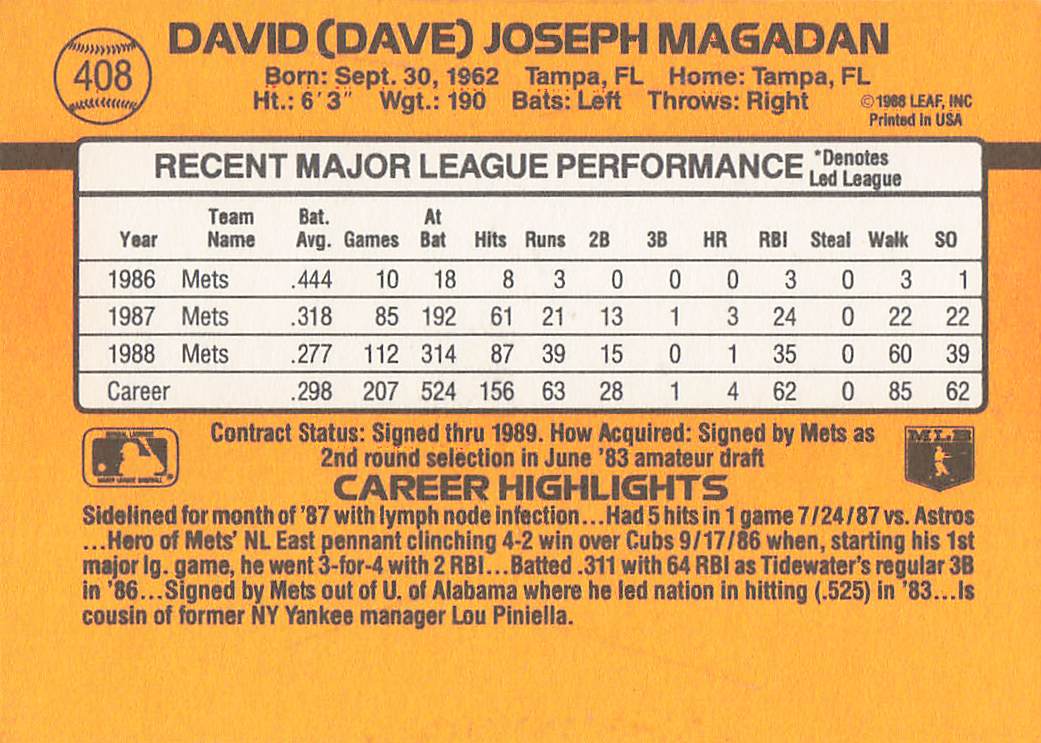 408
DAVID (DAVE) JOSEPH MAGADAN
Born: Sept. 30, 1962 Tampa, FL Home: Tampa, FL
Ht.: 6'3" Wgt.: 190 Bats: Left Throws: Right
©1988 LEAF, INC
Printed in USA
RECENT MAJOR LEAGUE PERFORMANCE *Denotes
Led League
Team Bat. At
Year Name Avg. Games Bat Hits Runs 2B 3B HR RBI Steal Walk SO
1986 Mets .444 10 18 8 3 0 0 0 3 0 3 1
1987 Mets .318 85 192 61 21 13 1 3 24 0 22 22
1988 Mets .277 112 314 87 39 15 0 1 35 0 60 39
Career .298 207 524 156 63 28 1 4 62 0 85 62
Contract Status: Signed thru 1989. How Acquired: Signed by Mets as
2nd round selection in June '83 amateur draft
MLB
MAJOR LEAGUE BASEBALL
CAREER HIGHLIGHTS
Sidelined for month of '87 with lymph node infection...Had 5 hits in 1 game 7/24/87 vs. Astros
...Hero of Mets' NL East pennant clinching 4-2 win over Cubs 9/17/86 when, starting his 1st
major lg. game, he went 3-for-4 with 2 RBI...Batted .311 with 64 RBI as Tidewater's regular 3B
in '86...Signed by Mets out of U. of Alabama where he led nation in hitting (.525) in '83...Is
cousin of former NY Yankee manager Lou Piniella.